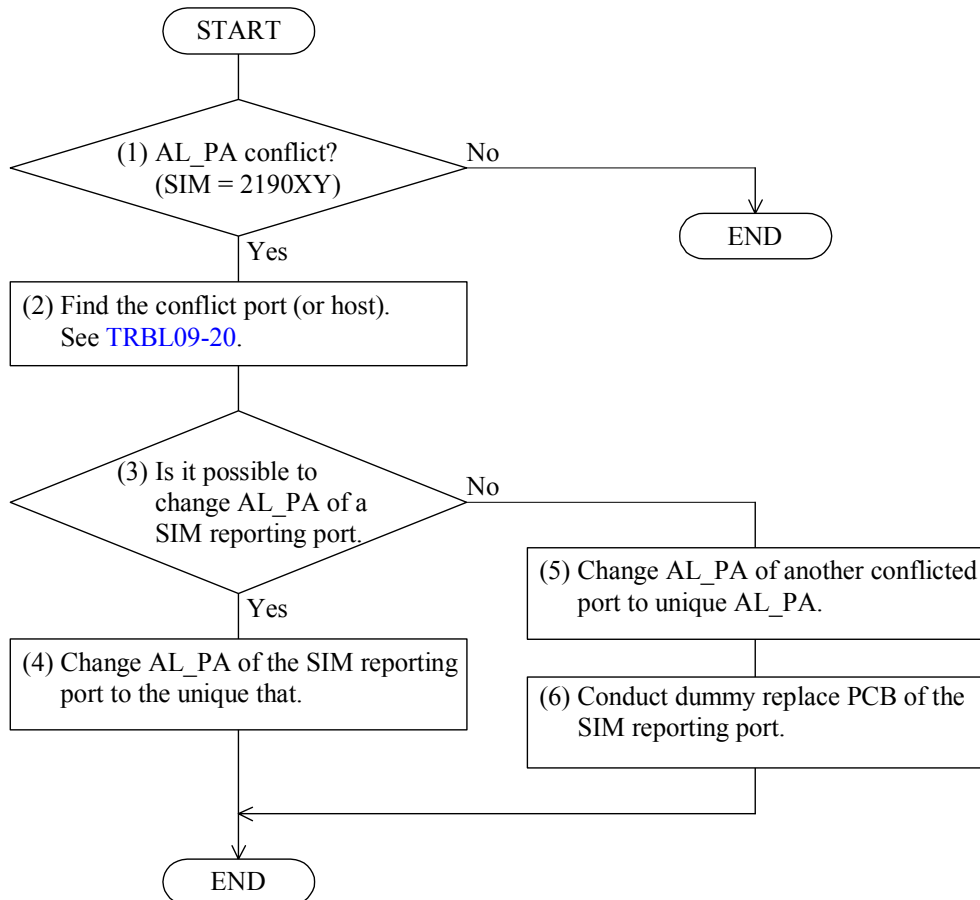 START
(1) AL_PA conflict?
(SIM = 2190XY)
No
END
Yes
(2) Find the conflict port (or host).
See TRBL09-20.
(3) Is it possible to
change AL_PA of a
SIM reporting port.
No
Yes
(5) Change AL_PA of another conflicted
port to unique AL_PA.
(4) Change AL_PA of the SIM reporting
port to the unique that.
(6) Conduct dummy replace PCB of the
SIM reporting port.
END